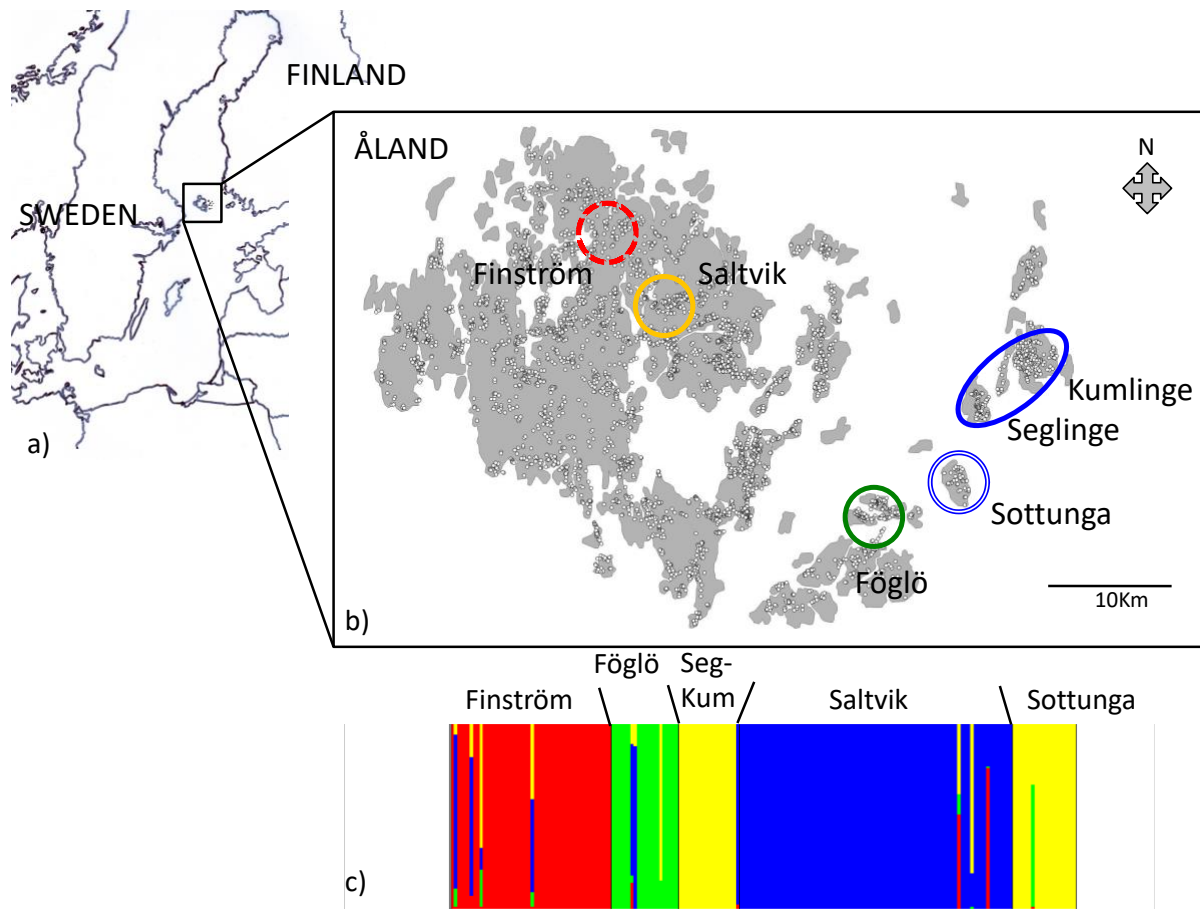 FINLAND
SWEDEN
a)
ÅLAND
N
Finström
Saltvik
Kumlinge
Seglinge
Sottunga
Föglö
10Km
b)
Föglö
Seg-
Kum
Finström
Saltvik
Sottunga
c)